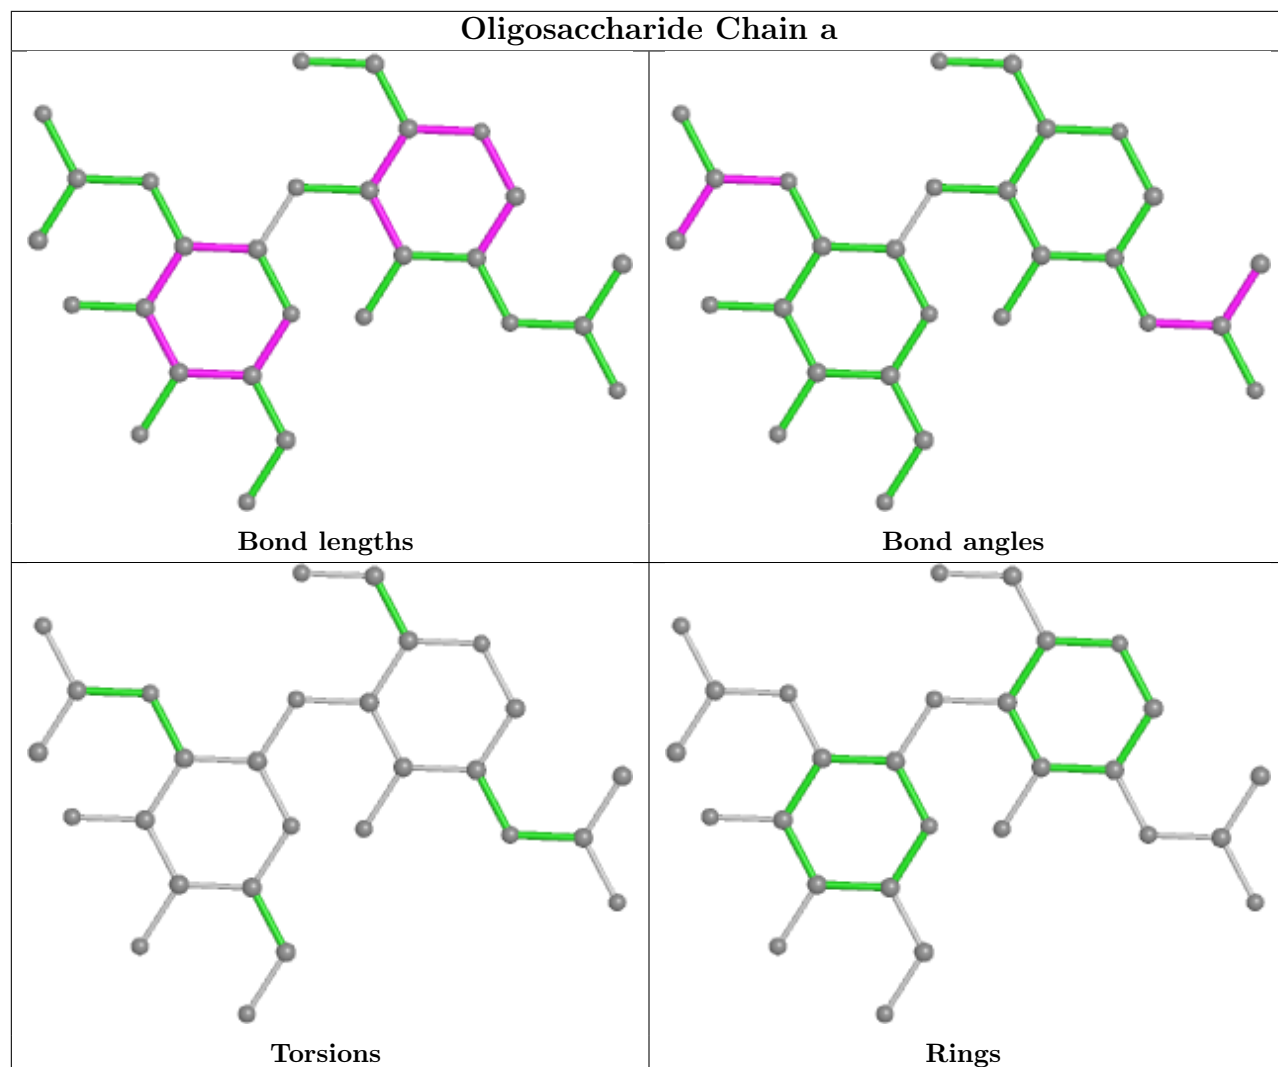 Oligosaccharide Chain a
Bond lengths
Bond angles
Torsions
Rings